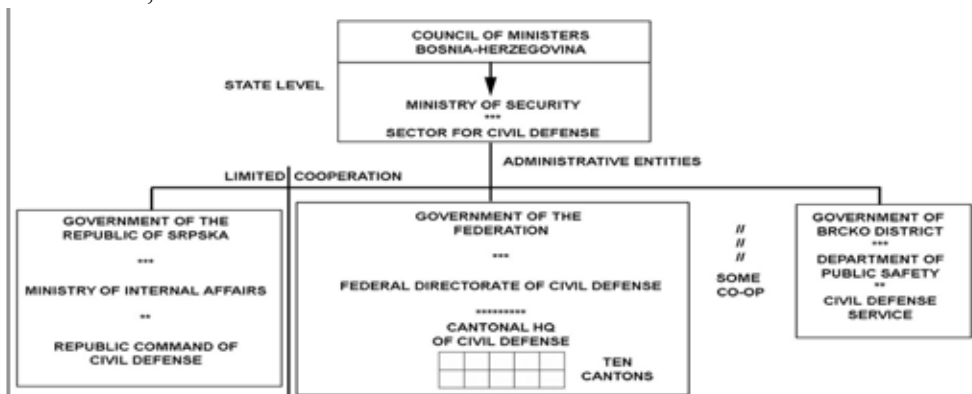 COUNCIL OF MINISTERS
BOSNIA-HERZEGOVINA
STATE LEVEL
MINISTRY OF SECURITY
***
SECTOR FOR CIVIL DEFENSE
ADMINISTRATIVE ENTITIES
LIMITED COOPERATION
GOVERNMENT OF THE
REPUBLIC OF SRPSKA
***
MINISTRY OF INTERNAL AFFAIRS
**
REPUBLIC COMMAND OF
CIVIL DEFENSE
GOVERNMENT OF THE
FEDERATION
***
FEDERAL DIRECTORATE OF CIVIL DEFENSE
*********
CANTONAL HQ
OF CIVIL DEFENSE
TEN
CANTONS
//
//
//
SOME
CO-OP
GOVERNMENT OF
BRCKO DISTRICT
***
DEPARTMENT OF
PUBLIC SAFETY
**
CIVIL DEFENSE
SERVICE